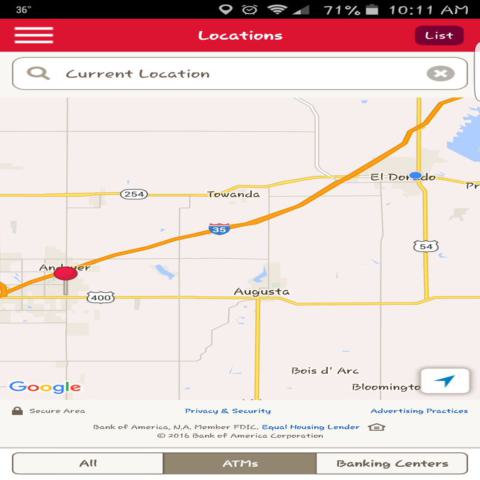 36° 71% 10:11 AM
Locations List
Current Location
El Dorado
254 Towanda
35
54
Andover
400 Augusta
Bois d' Arc
Bloomingto
Google
Secure Area Privacy & Security Advertising Practices
Bank of America, N.A. Member FDIC. Equal Housing Lender
© 2016 Bank of America Corporation
All ATMs Banking Centers